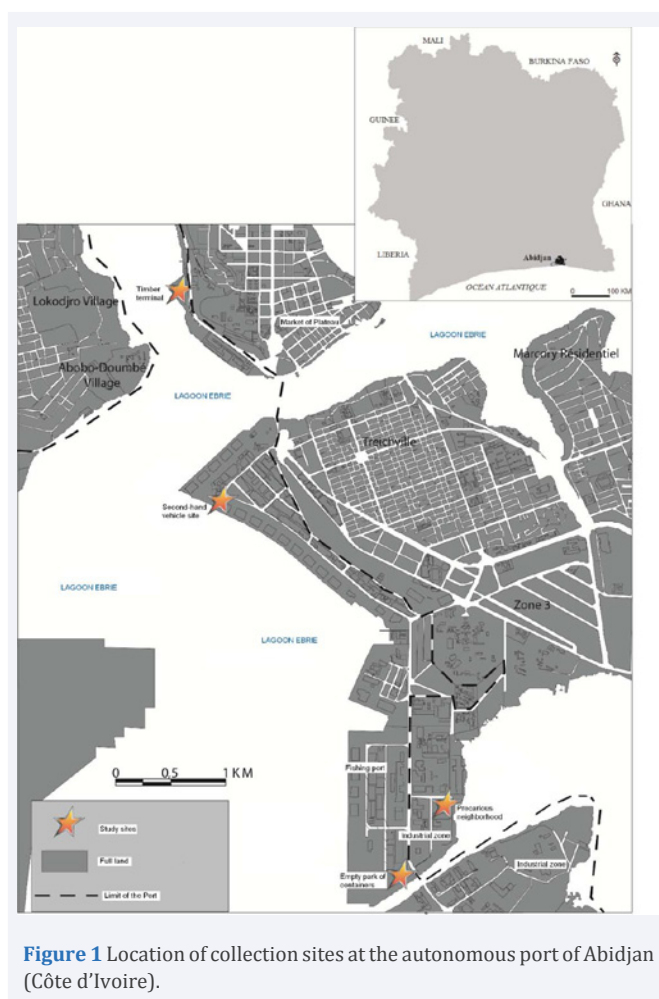 MALI
BURKINA FASO
GUINEE
GHANA
LIBERIA
Abidjan
OCEAN ATLANTIQUE
0 100 KM
Lokodjro Village
Timber
terminal
Market of Plateau
Abobo-Doumbé
Village
LAGOON EBRIE
LAGOON EBRIE
Marcory Résidentiel
Treichville
Second-hand
vehicle site
LAGOON EBRIE
LAGOON EBRIE
Zone 3
0 0,5 1 KM
Fishing port
Precarious
neighborhood
Industrial zone
Industrial zone
Empty park of
containers
Study sites
Full land
Limit of the Port
Figure 1 Location of collection sites at the autonomous port of Abidjan
(Côte d'Ivoire).